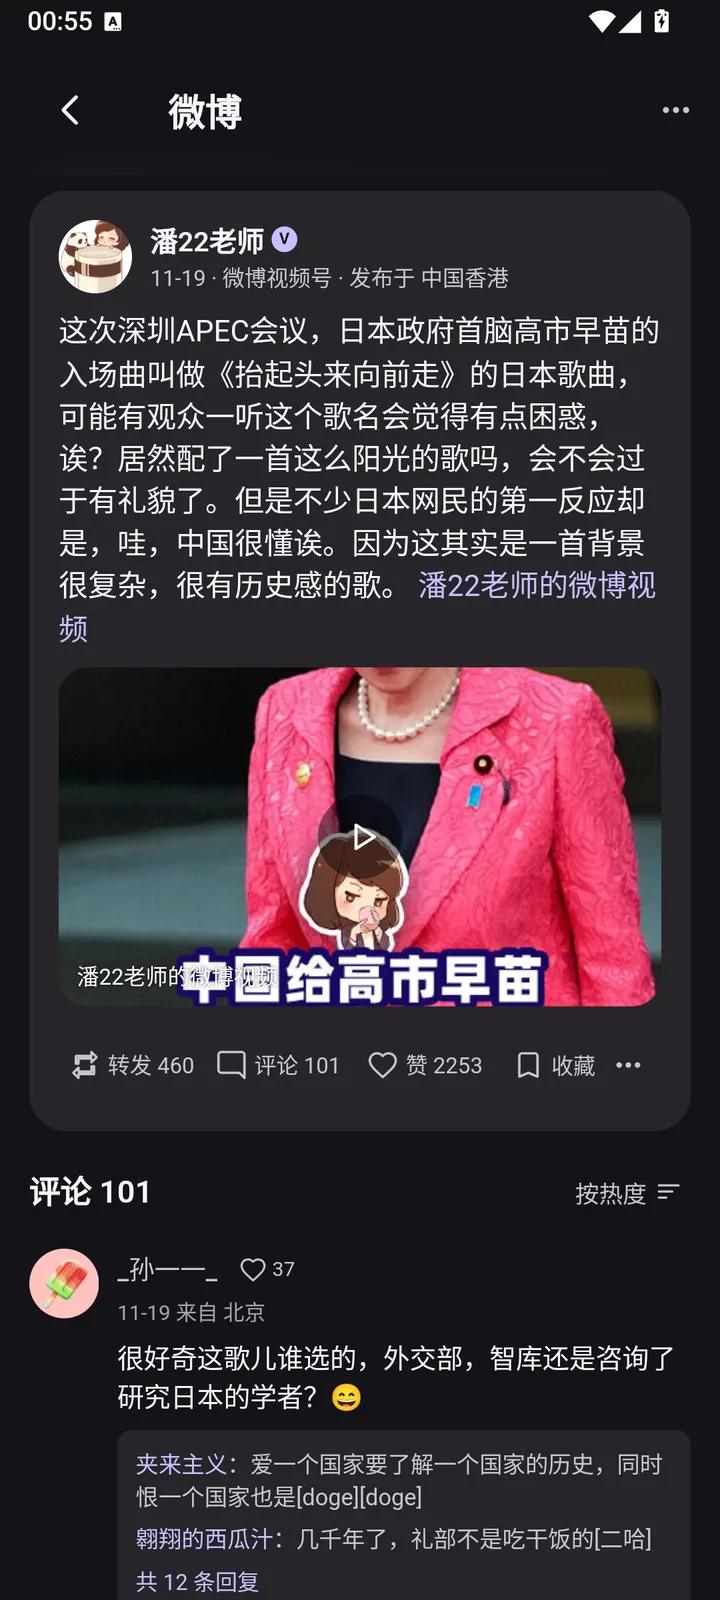 00:55
微博
潘22老师
11-19 · 微博视频号 · 发布于 中国香港
这次深圳APEC会议，日本政府首脑高市早苗的
入场曲叫做《抬起头来向前走》的日本歌曲，
可能有观众一听这个歌名会觉得有点困惑，
诶？居然配了一首这么阳光的歌吗，会不会过
于有礼貌了。但是不少日本网民的第一反应却
是，哇，中国很懂诶。因为这其实是一首背景
很复杂，很有历史感的歌。 潘22老师的微博视
频
潘22老师的微博视频
中国给高市早苗
转发 460 评论 101 赞 2253 收藏
评论 101
按热度
_孙一一_ 37
11-19 来自 北京
很好奇这歌儿谁选的，外交部，智库还是咨询了
研究日本的学者？😄
夹来主义：爱一个国家要了解一个国家的历史，同时
恨一个国家也是[doge][doge]
翱翔的西瓜汁：几千年了，礼部不是吃干饭的[二哈]
共 12 条回复